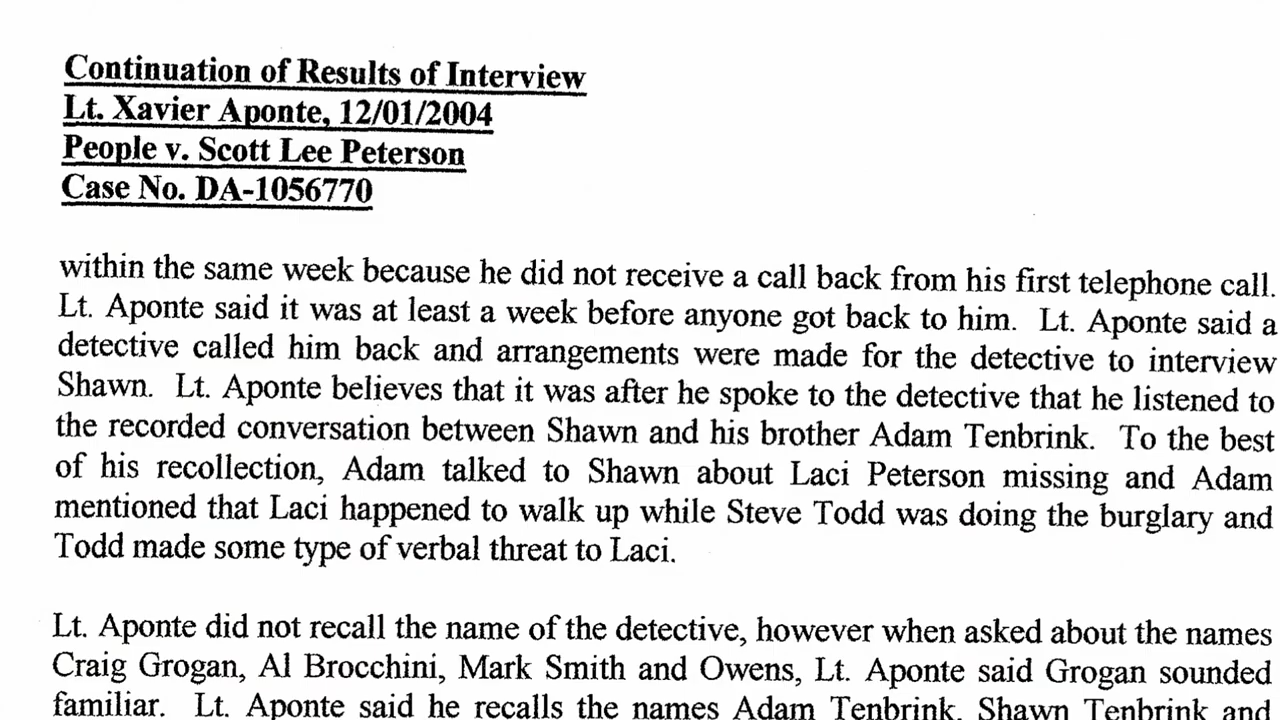 Continuation of Results of Interview
Lt. Xavier Aponte, 12/01/2004
People v. Scott Lee Peterson
Case No. DA-1056770
within the same week because he did not receive a call back from his first telephone call.
Lt. Aponte said it was at least a week before anyone got back to him. Lt. Aponte said a
detective called him back and arrangements were made for the detective to interview
Shawn. Lt. Aponte believes that it was after he spoke to the detective that he listened to
the recorded conversation between Shawn and his brother Adam Tenbrink. To the best
of his recollection, Adam talked to Shawn about Laci Peterson missing and Adam
mentioned that Laci happened to walk up while Steve Todd was doing the burglary and
Todd made some type of verbal threat to Laci.
Lt. Aponte did not recall the name of the detective, however when asked about the names
Craig Grogan, Al Brocchini, Mark Smith and Owens, Lt. Aponte said Grogan sounded
familiar. Lt. Aponte said he recalls the names Adam Tenbrink, Shawn Tenbrink and